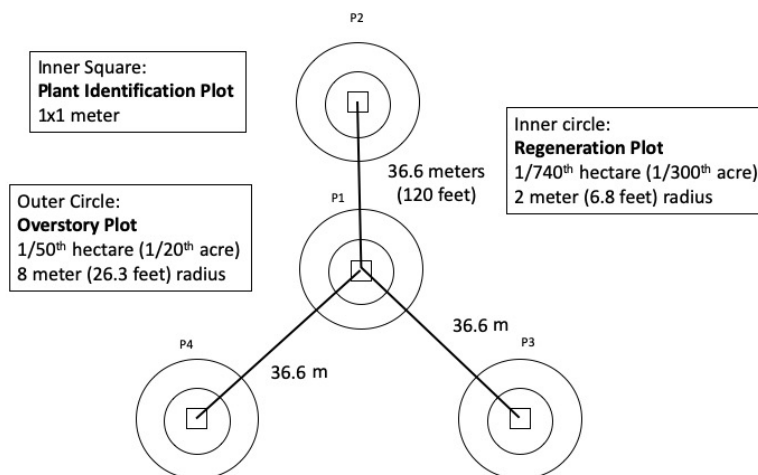 P2
Inner Square:
Plant Identification Plot
1x1 meter
Inner circle:
Regeneration Plot
1/740th hectare (1/300th acre)
2 meter (6.8 feet) radius
36.6 meters
(120 feet)
Outer Circle:
Overstory Plot
1/50th hectare (1/20th acre)
8 meter (26.3 feet) radius
P1
36.6 m
P4
P3
36.6 m